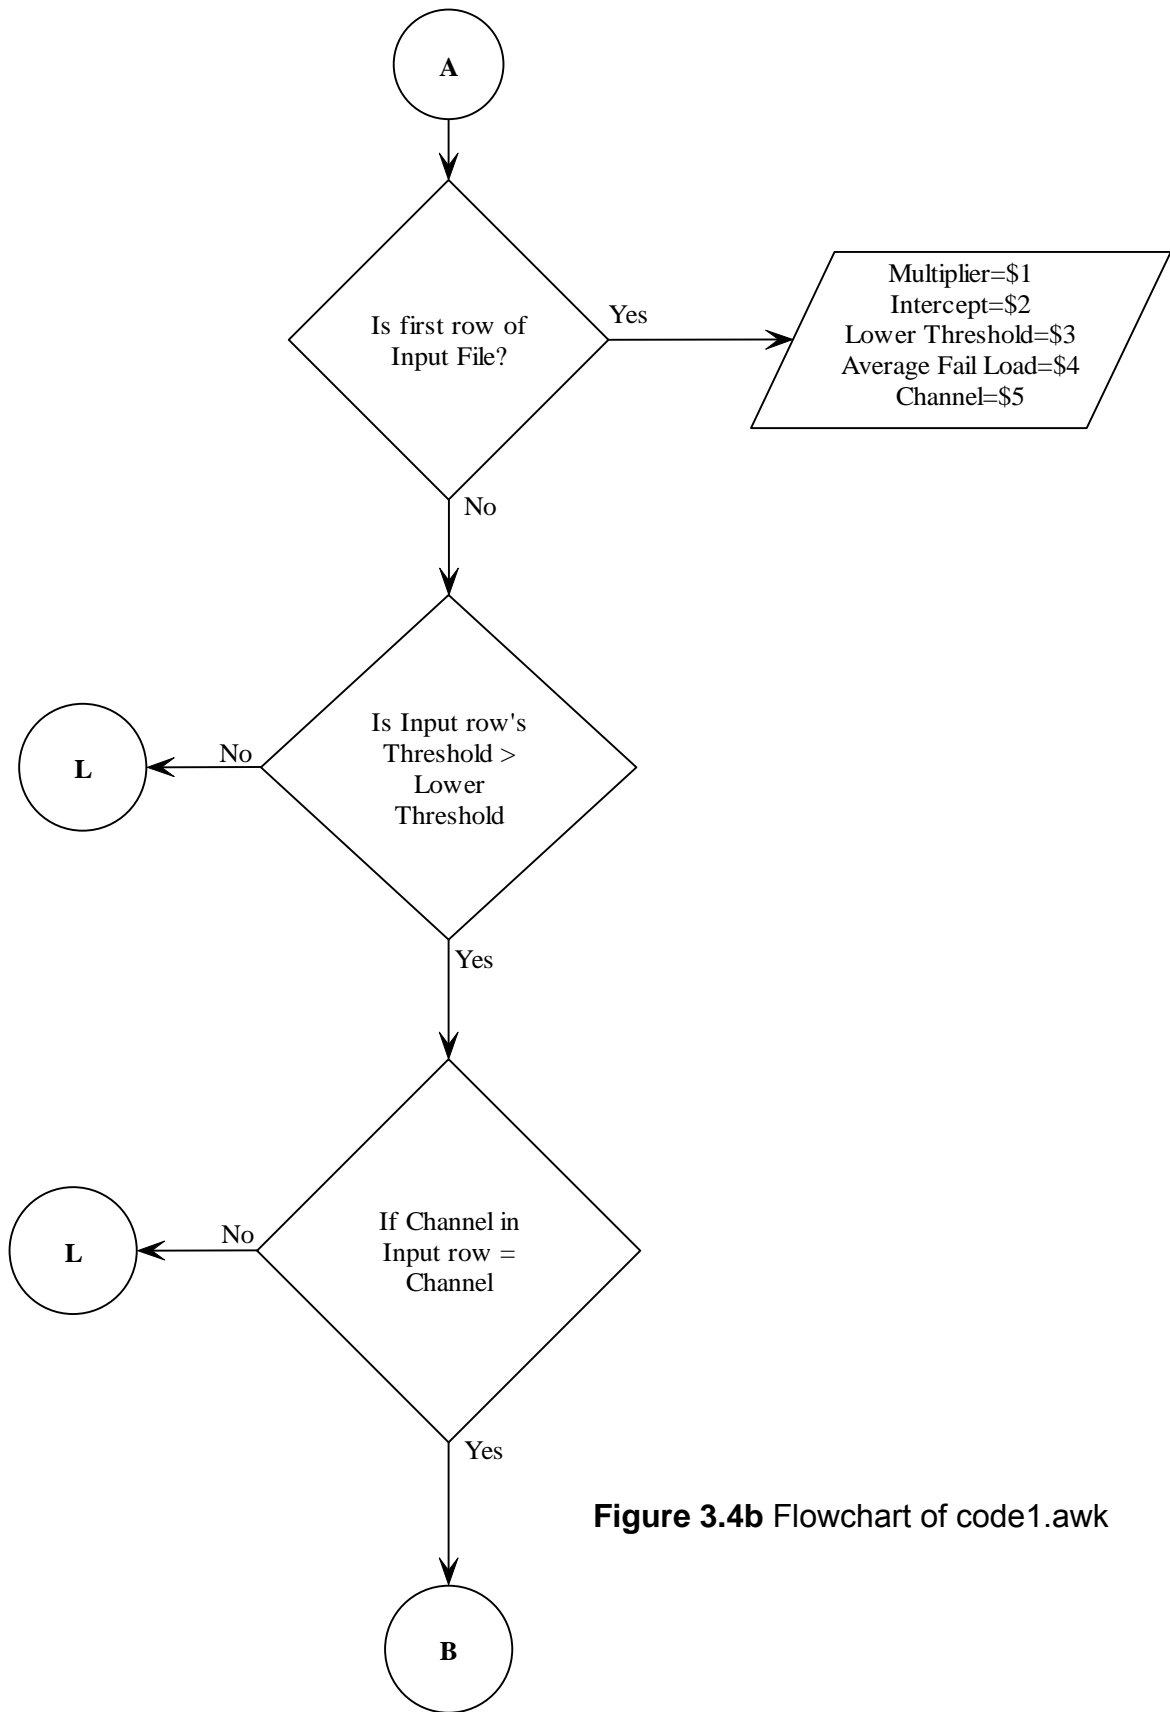 A
Is first row of
Input File?
Yes
Multiplier=$1
Intercept=$2
Lower Threshold=$3
Average Fail Load=$4
Channel=$5
No
Is Input row's
Threshold >
Lower
Threshold
No
L
Yes
If Channel in
Input row =
Channel
No
L
Yes
B
Figure 3.4b Flowchart of code1.awk